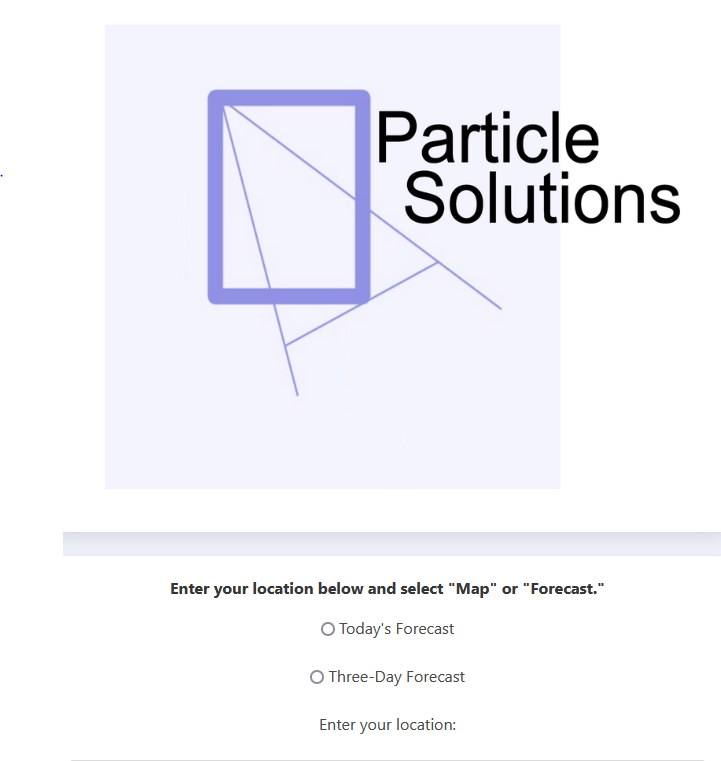 Particle
Solutions
Enter your location below and select "Map" or "Forecast."
Today's Forecast
Three-Day Forecast
Enter your location: